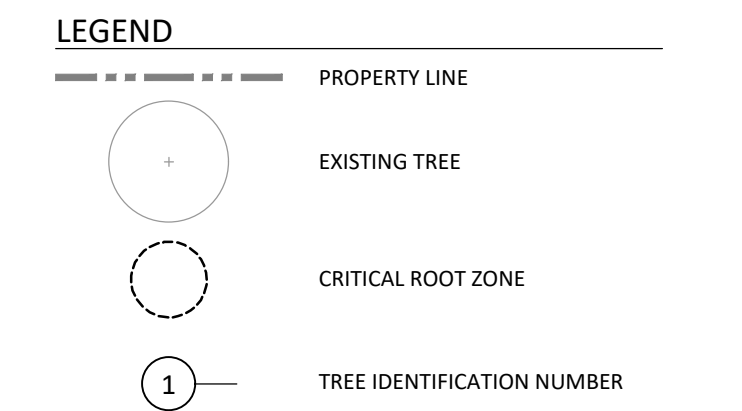 LEGEND
PROPERTY LINE
EXISTING TREE
CRITICAL ROOT ZONE
1 TREE IDENTIFICATION NUMBER